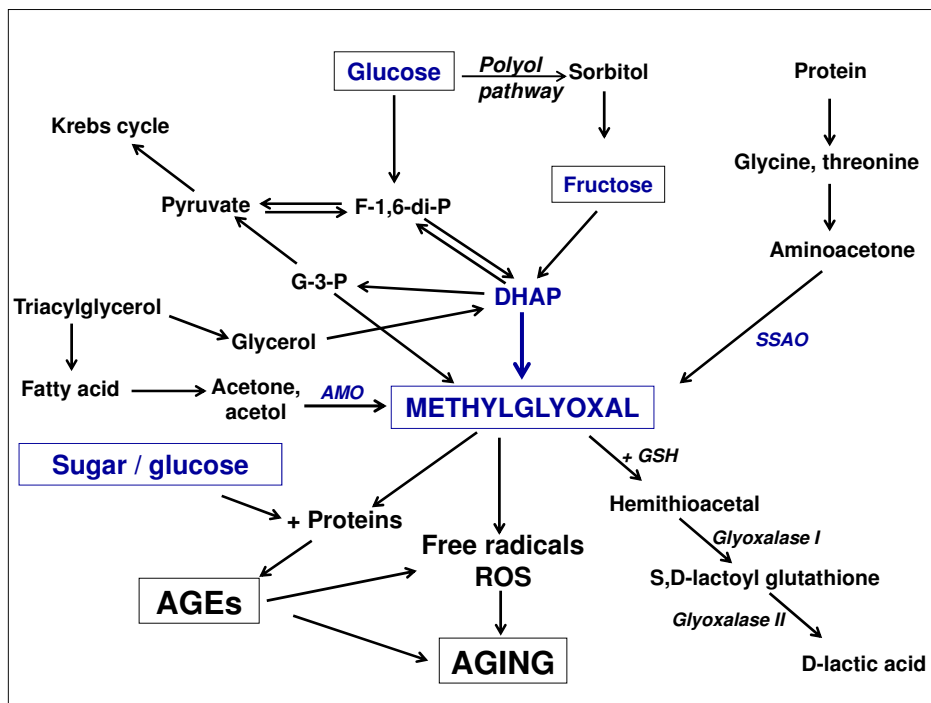 Glucose
Polyol
pathway
Sorbitol
Protein
Krebs cycle
Glycine, threonine
Fructose
Pyruvate
F-1,6-di-P
Aminoacetone
G-3-P
DHAP
Triacylglycerol
Glycerol
SSAO
Fatty acid
Acetone,
acetol
AMO
METHYLGLYOXAL
Sugar / glucose
+ GSH
Hemithioacetal
+ Proteins
Free radicals
ROS
Glyoxalase I
S,D-lactoyl glutathione
AGEs
Glyoxalase II
AGING
D-lactic acid